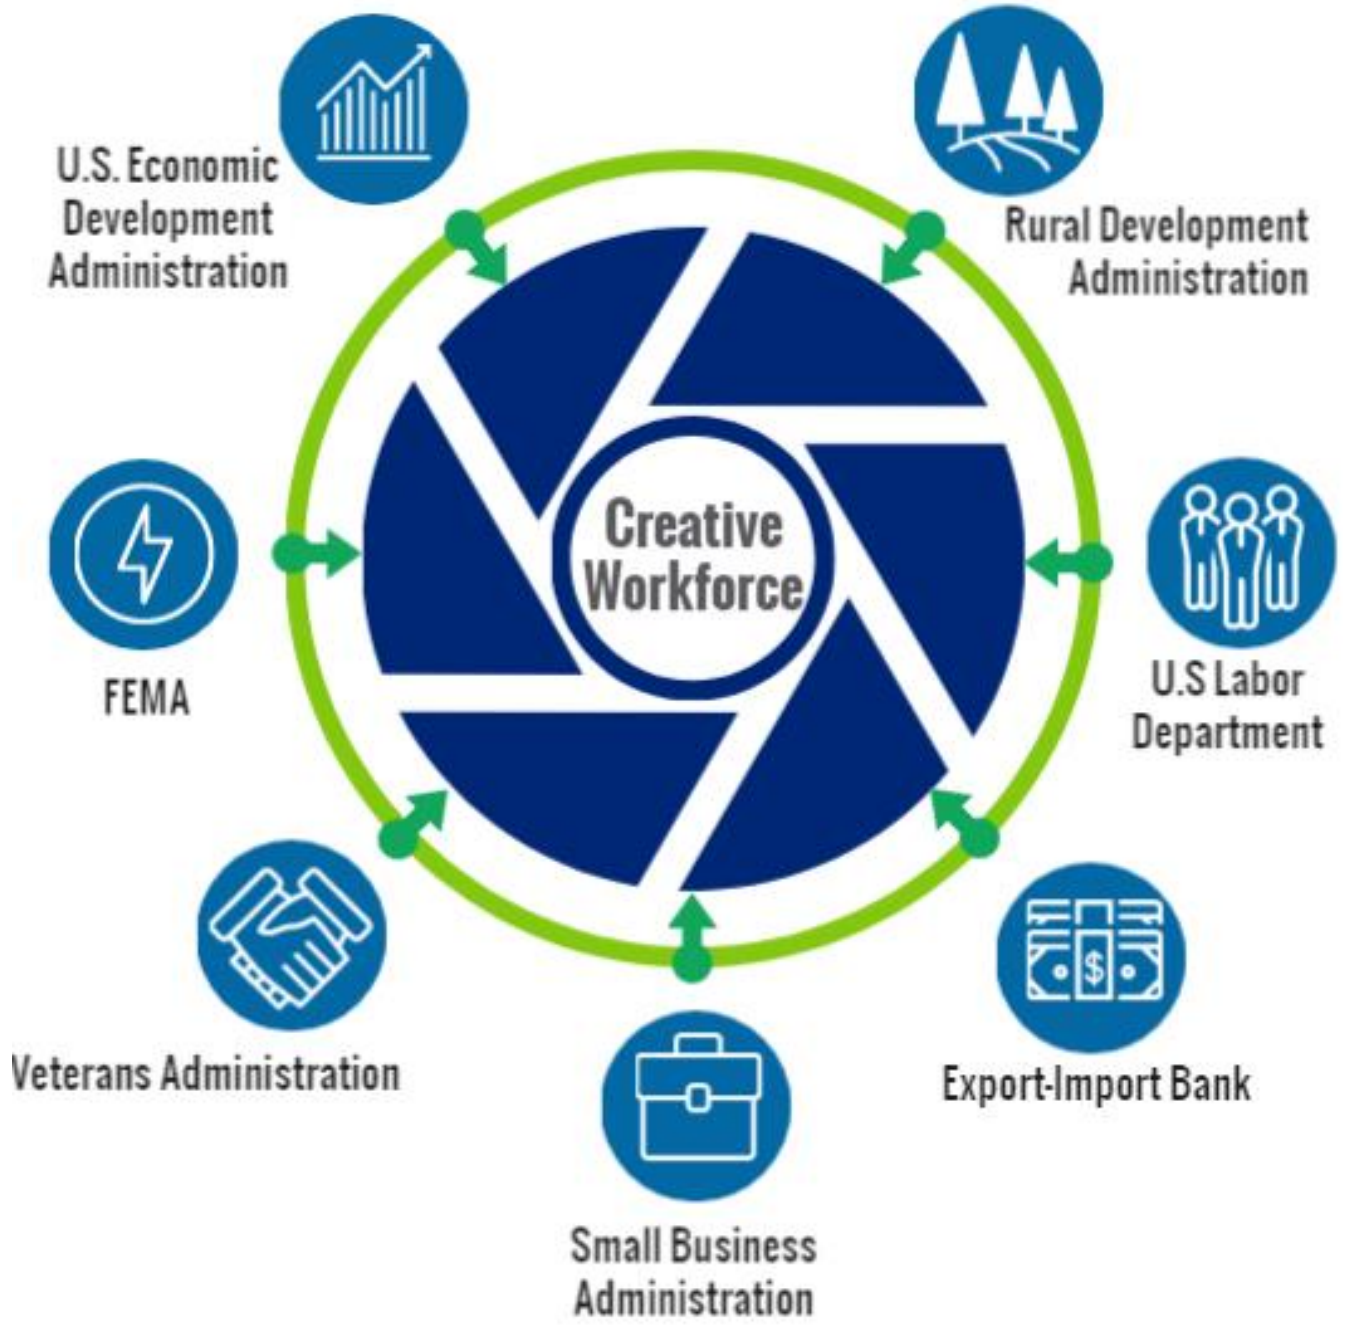 U.S. Economic
Development
Administration
Rural Development
Administration
Creative
Workforce
FEMA
U.S Labor
Department
$
Veterans Administration
Export-Import Bank
Small Business
Administration